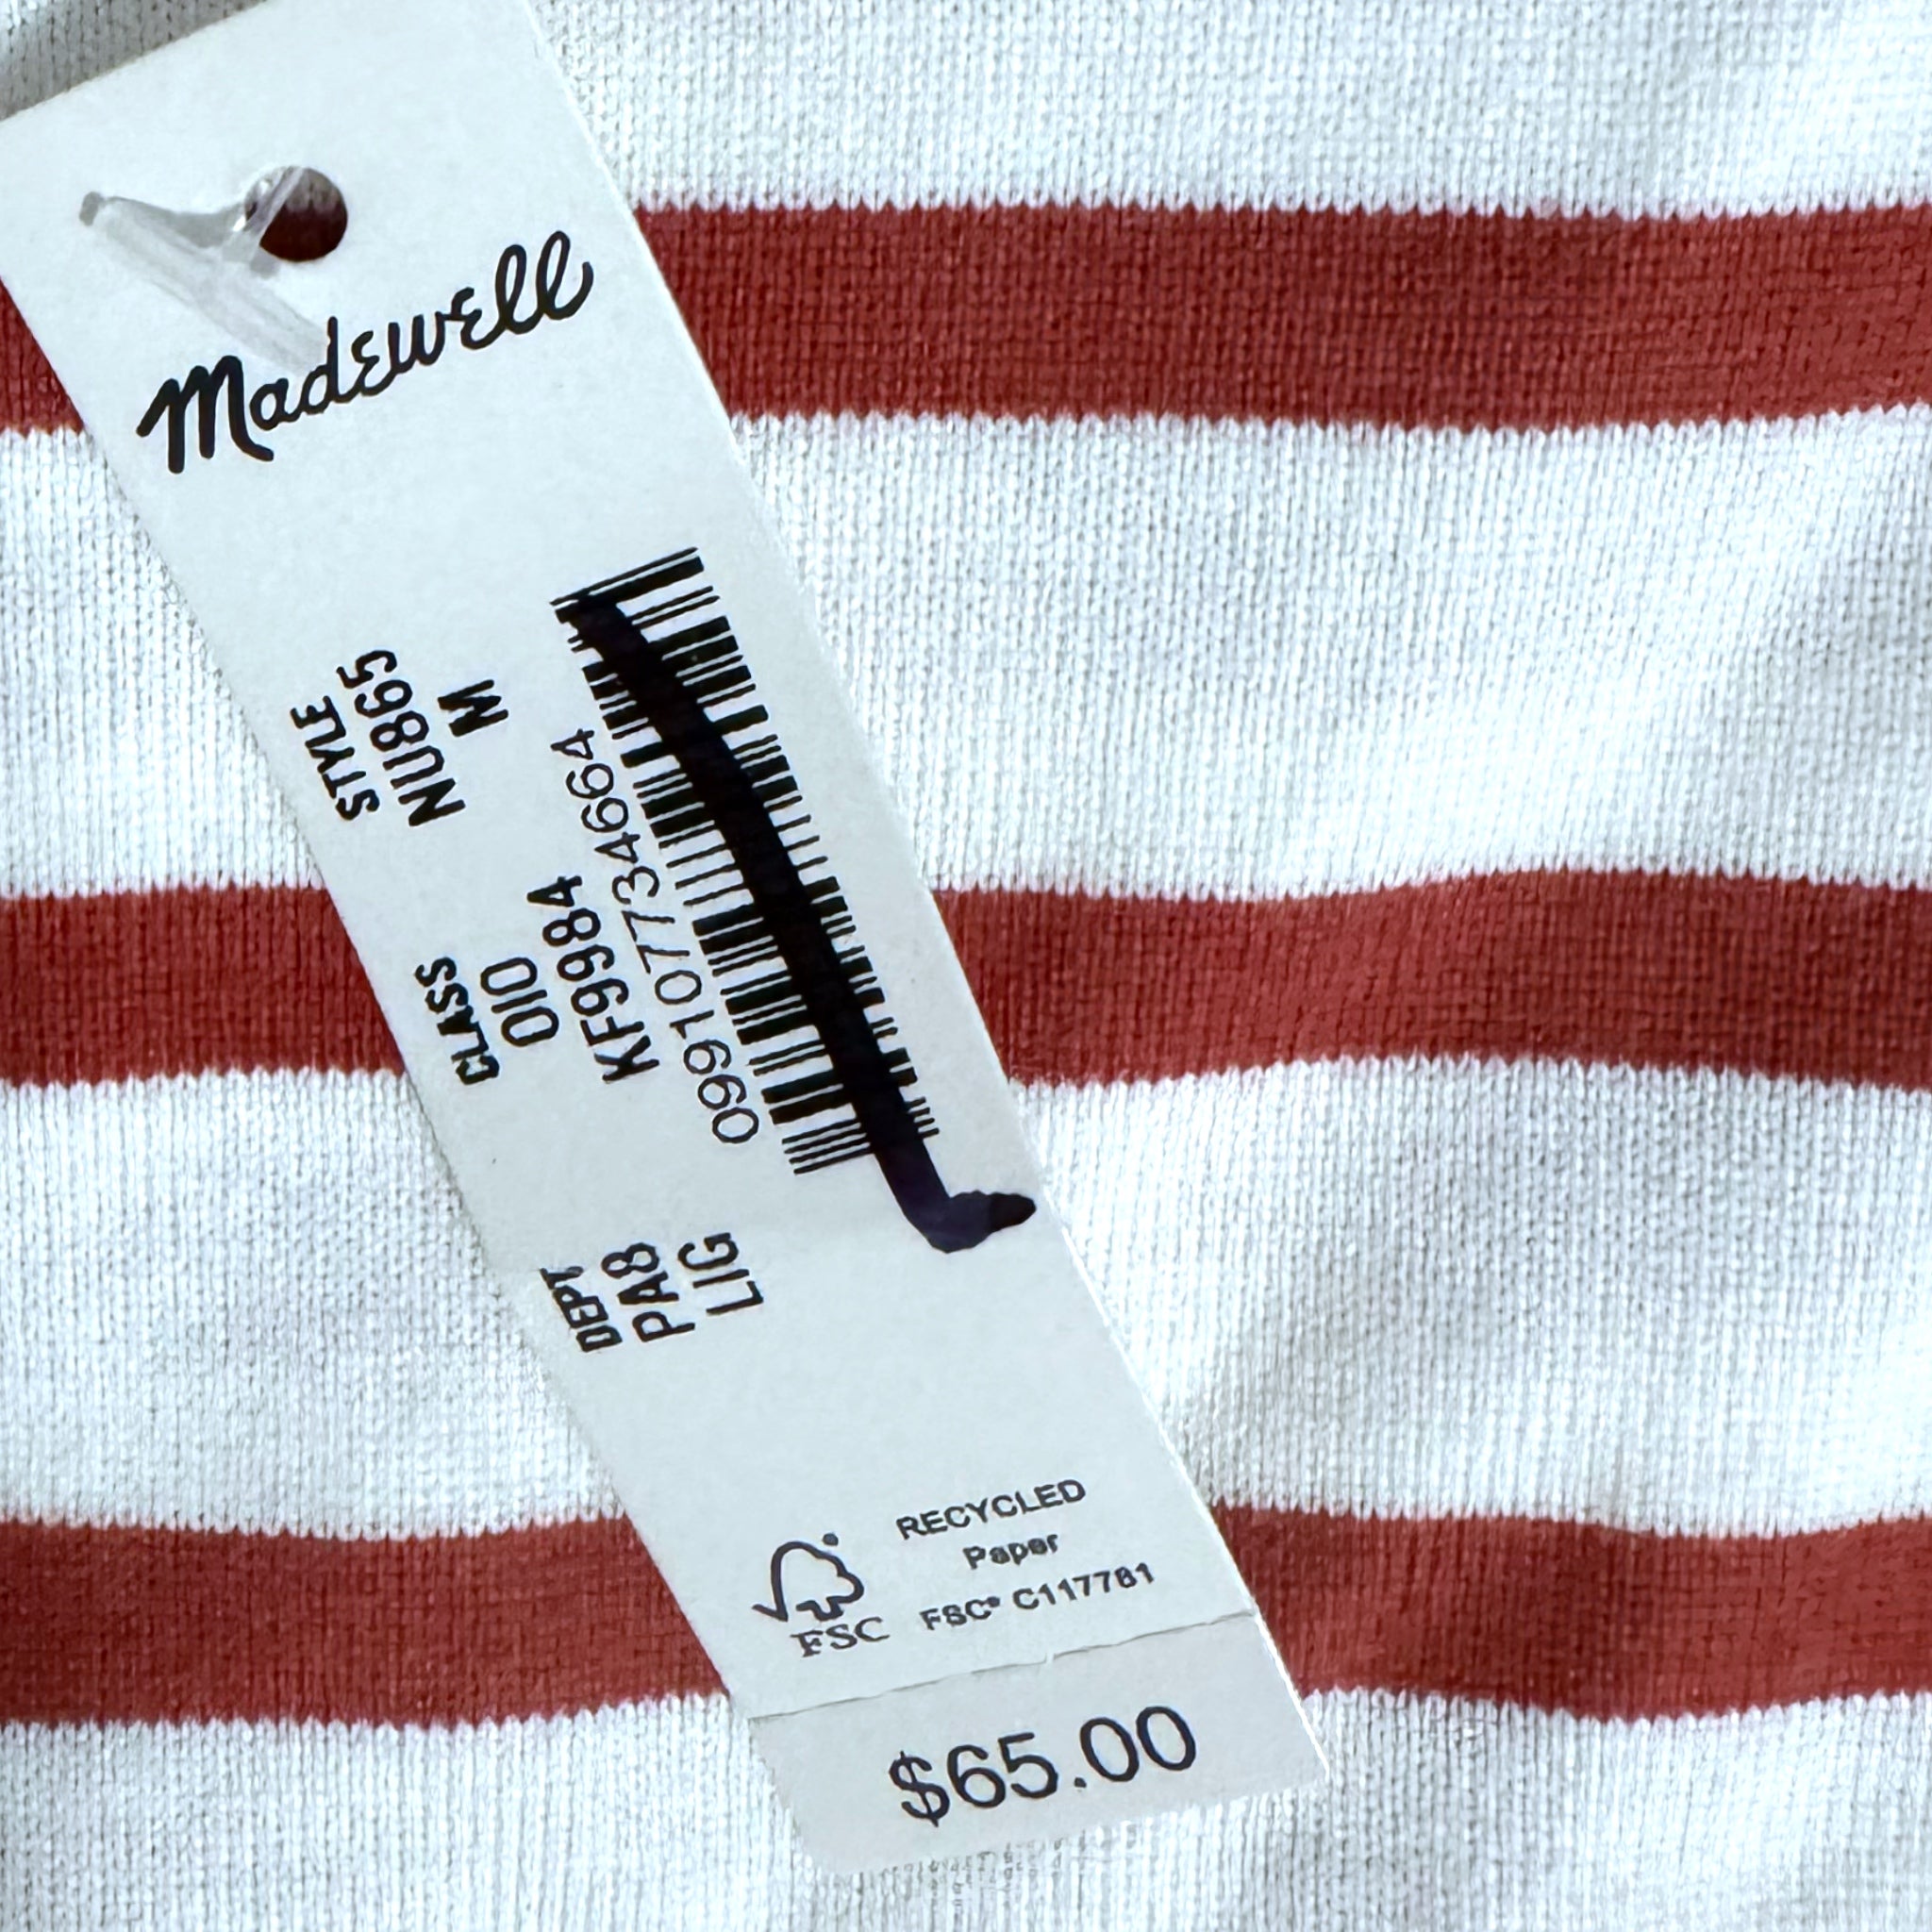 Madewell
STYLE
NU865
M
CLASS
010
KF9984
099107734664
DEPT
PA8
LIG
RECYCLED
Paper
FSC® C117781
FSC
$65.00